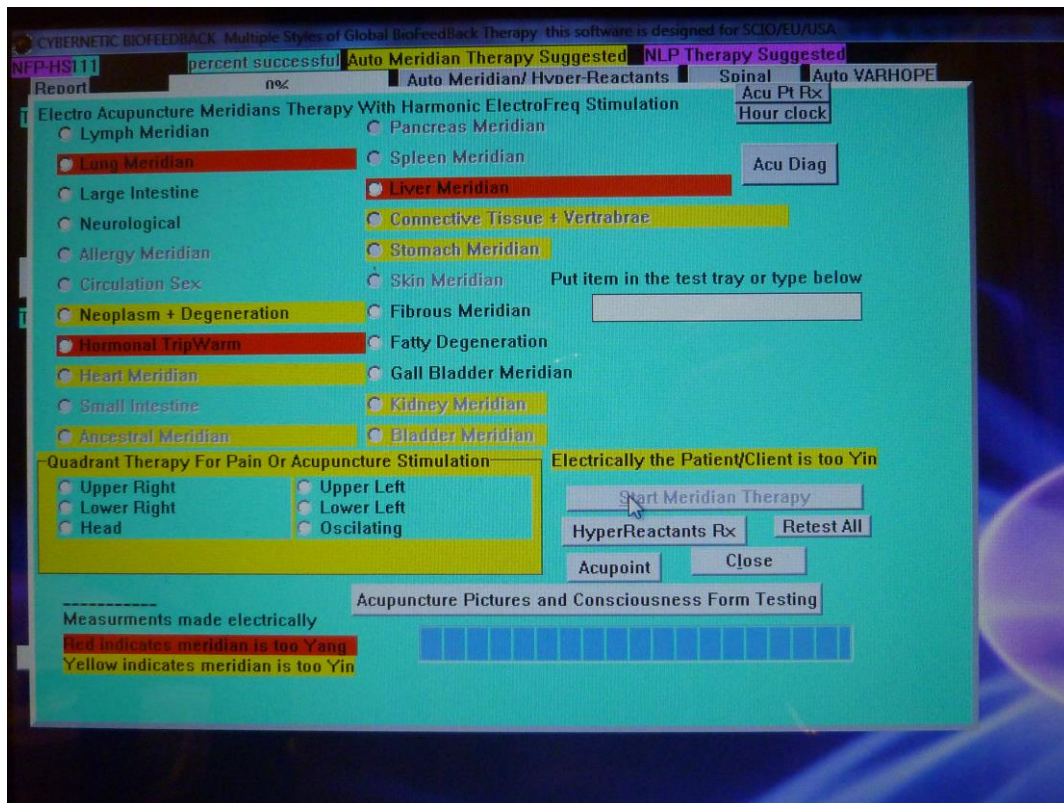 CYBERNETIC BIOFEEDBACK Multiple Styles of Global BioFeedBack Therapy this software is designed for SCIO/EU/USA
NFP-HS111 percent successful Auto Meridian Therapy Suggested NLP Therapy Suggested
Report 0% Auto Meridian/ Hyper-Reactants Spinal Auto VARHOPE
Electro Acupuncture Meridians Therapy With Harmonic ElectroFreq Stimulation
Acu Pt Rx
Hour clock
Acu Diag
Lymph Meridian
Lung Meridian
Large Intestine
Neurological
Allergy Meridian
Circulation Sex
Neoplasm + Degeneration
Hormonal TripWarm
Heart Meridian
Small Intestine
Ancestral Meridian
Pancreas Meridian
Spleen Meridian
Liver Meridian
Connective Tissue + Vertrabrae
Stomach Meridian
Skin Meridian
Fibrous Meridian
Fatty Degeneration
Gall Bladder Meridian
Kidney Meridian
Bladder Meridian
Put item in the test tray or type below
Quadrant Therapy For Pain Or Acupuncture Stimulation
Upper Right
Lower Right
Head
Upper Left
Lower Left
Oscilating
Electrically the Patient/Client is too Yin
Start Meridian Therapy
HyperReactants Rx
Retest All
Acupoint
Close
Acupuncture Pictures and Consciousness Form Testing
Measurments made electrically
Red indicates meridian is too Yang
Yellow indicates meridian is too Yin